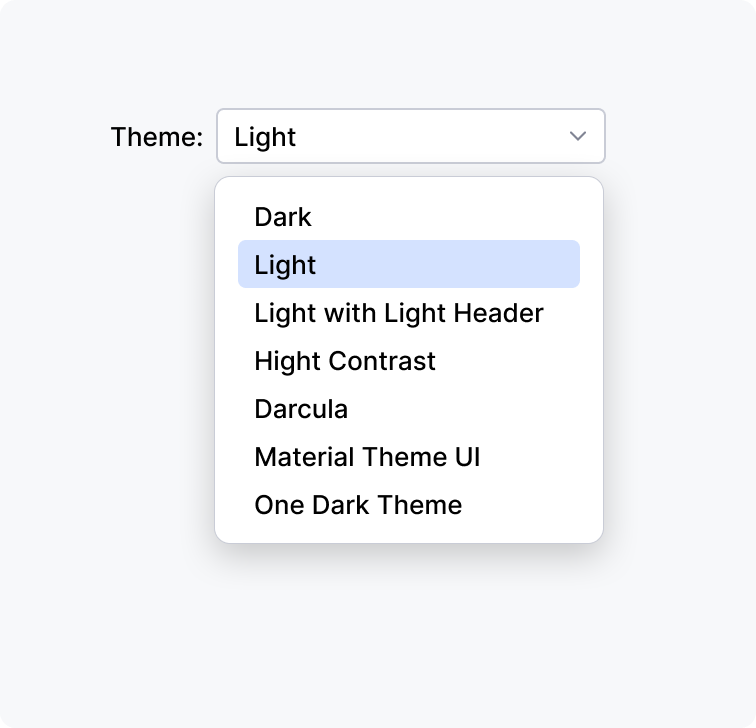 Theme: Light
Dark
Light
Light with Light Header
Hight Contrast
Darcula
Material Theme UI
One Dark Theme